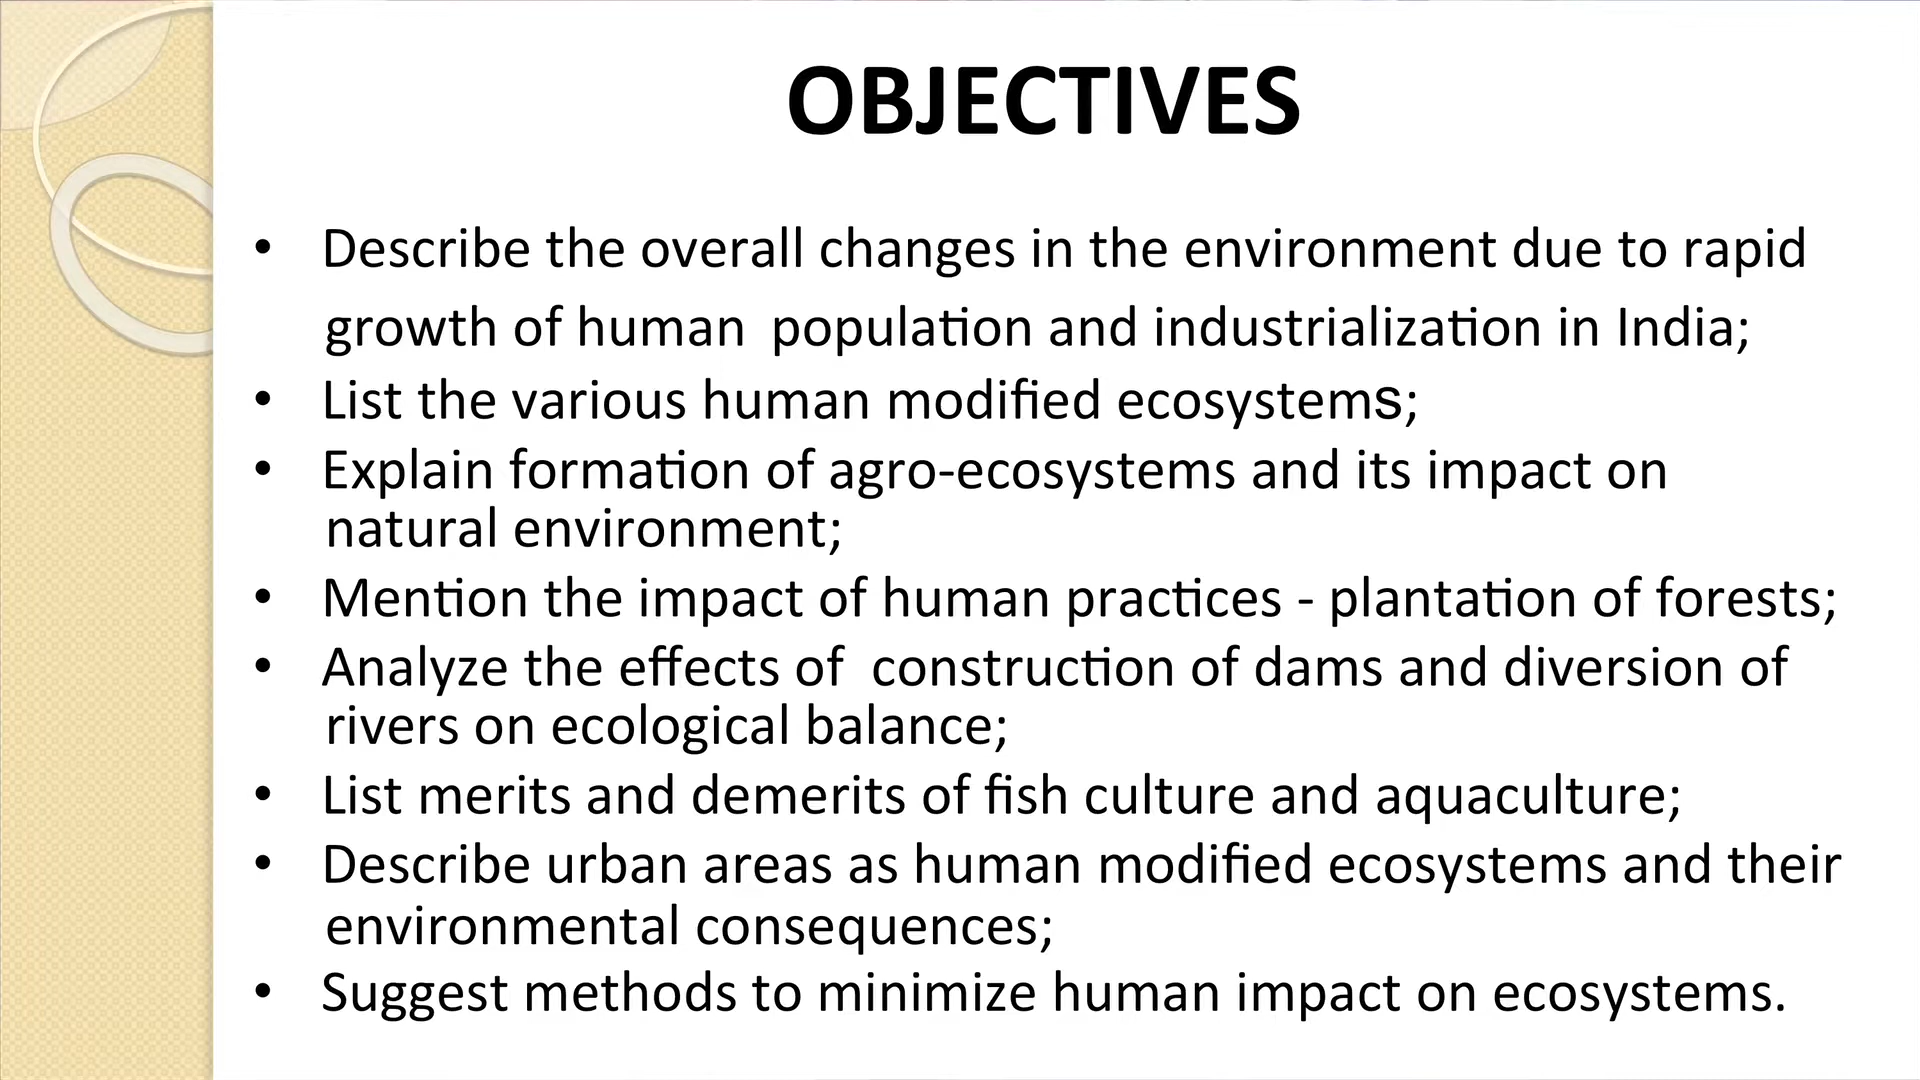 OBJECTIVES
• Describe the overall changes in the environment due to rapid
growth of human population and industrialization in India;
• List the various human modified ecosystems;
• Explain formation of agro-ecosystems and its impact on
natural environment;
• Mention the impact of human practices - plantation of forests;
• Analyze the effects of construction of dams and diversion of
rivers on ecological balance;
• List merits and demerits of fish culture and aquaculture;
• Describe urban areas as human modified ecosystems and their
environmental consequences;
• Suggest methods to minimize human impact on ecosystems.